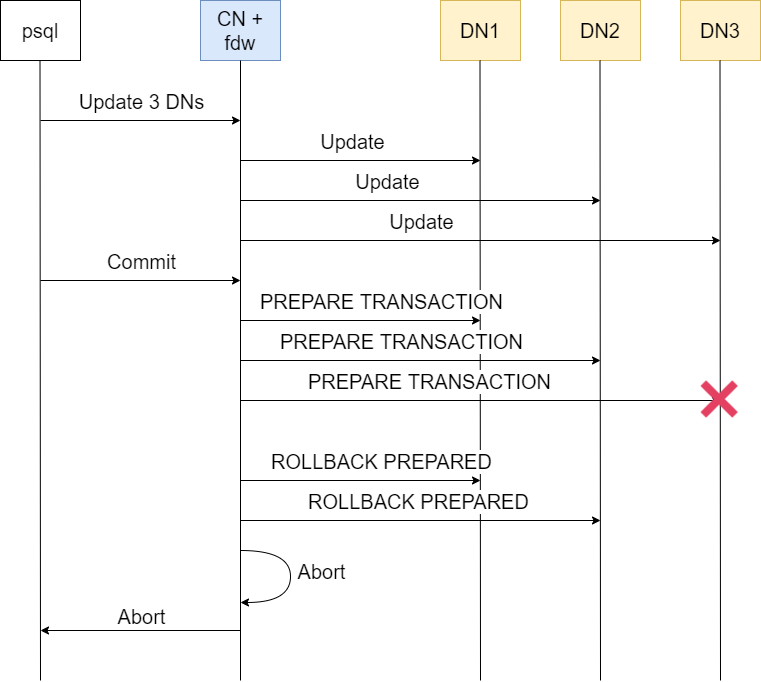 psql
CN +
fdw
DN1
DN2
DN3
Update 3 DNs
Update
Update
Update
Commit
PREPARE TRANSACTION
PREPARE TRANSACTION
PREPARE TRANSACTION
ROLLBACK PREPARED
ROLLBACK PREPARED
Abort
Abort